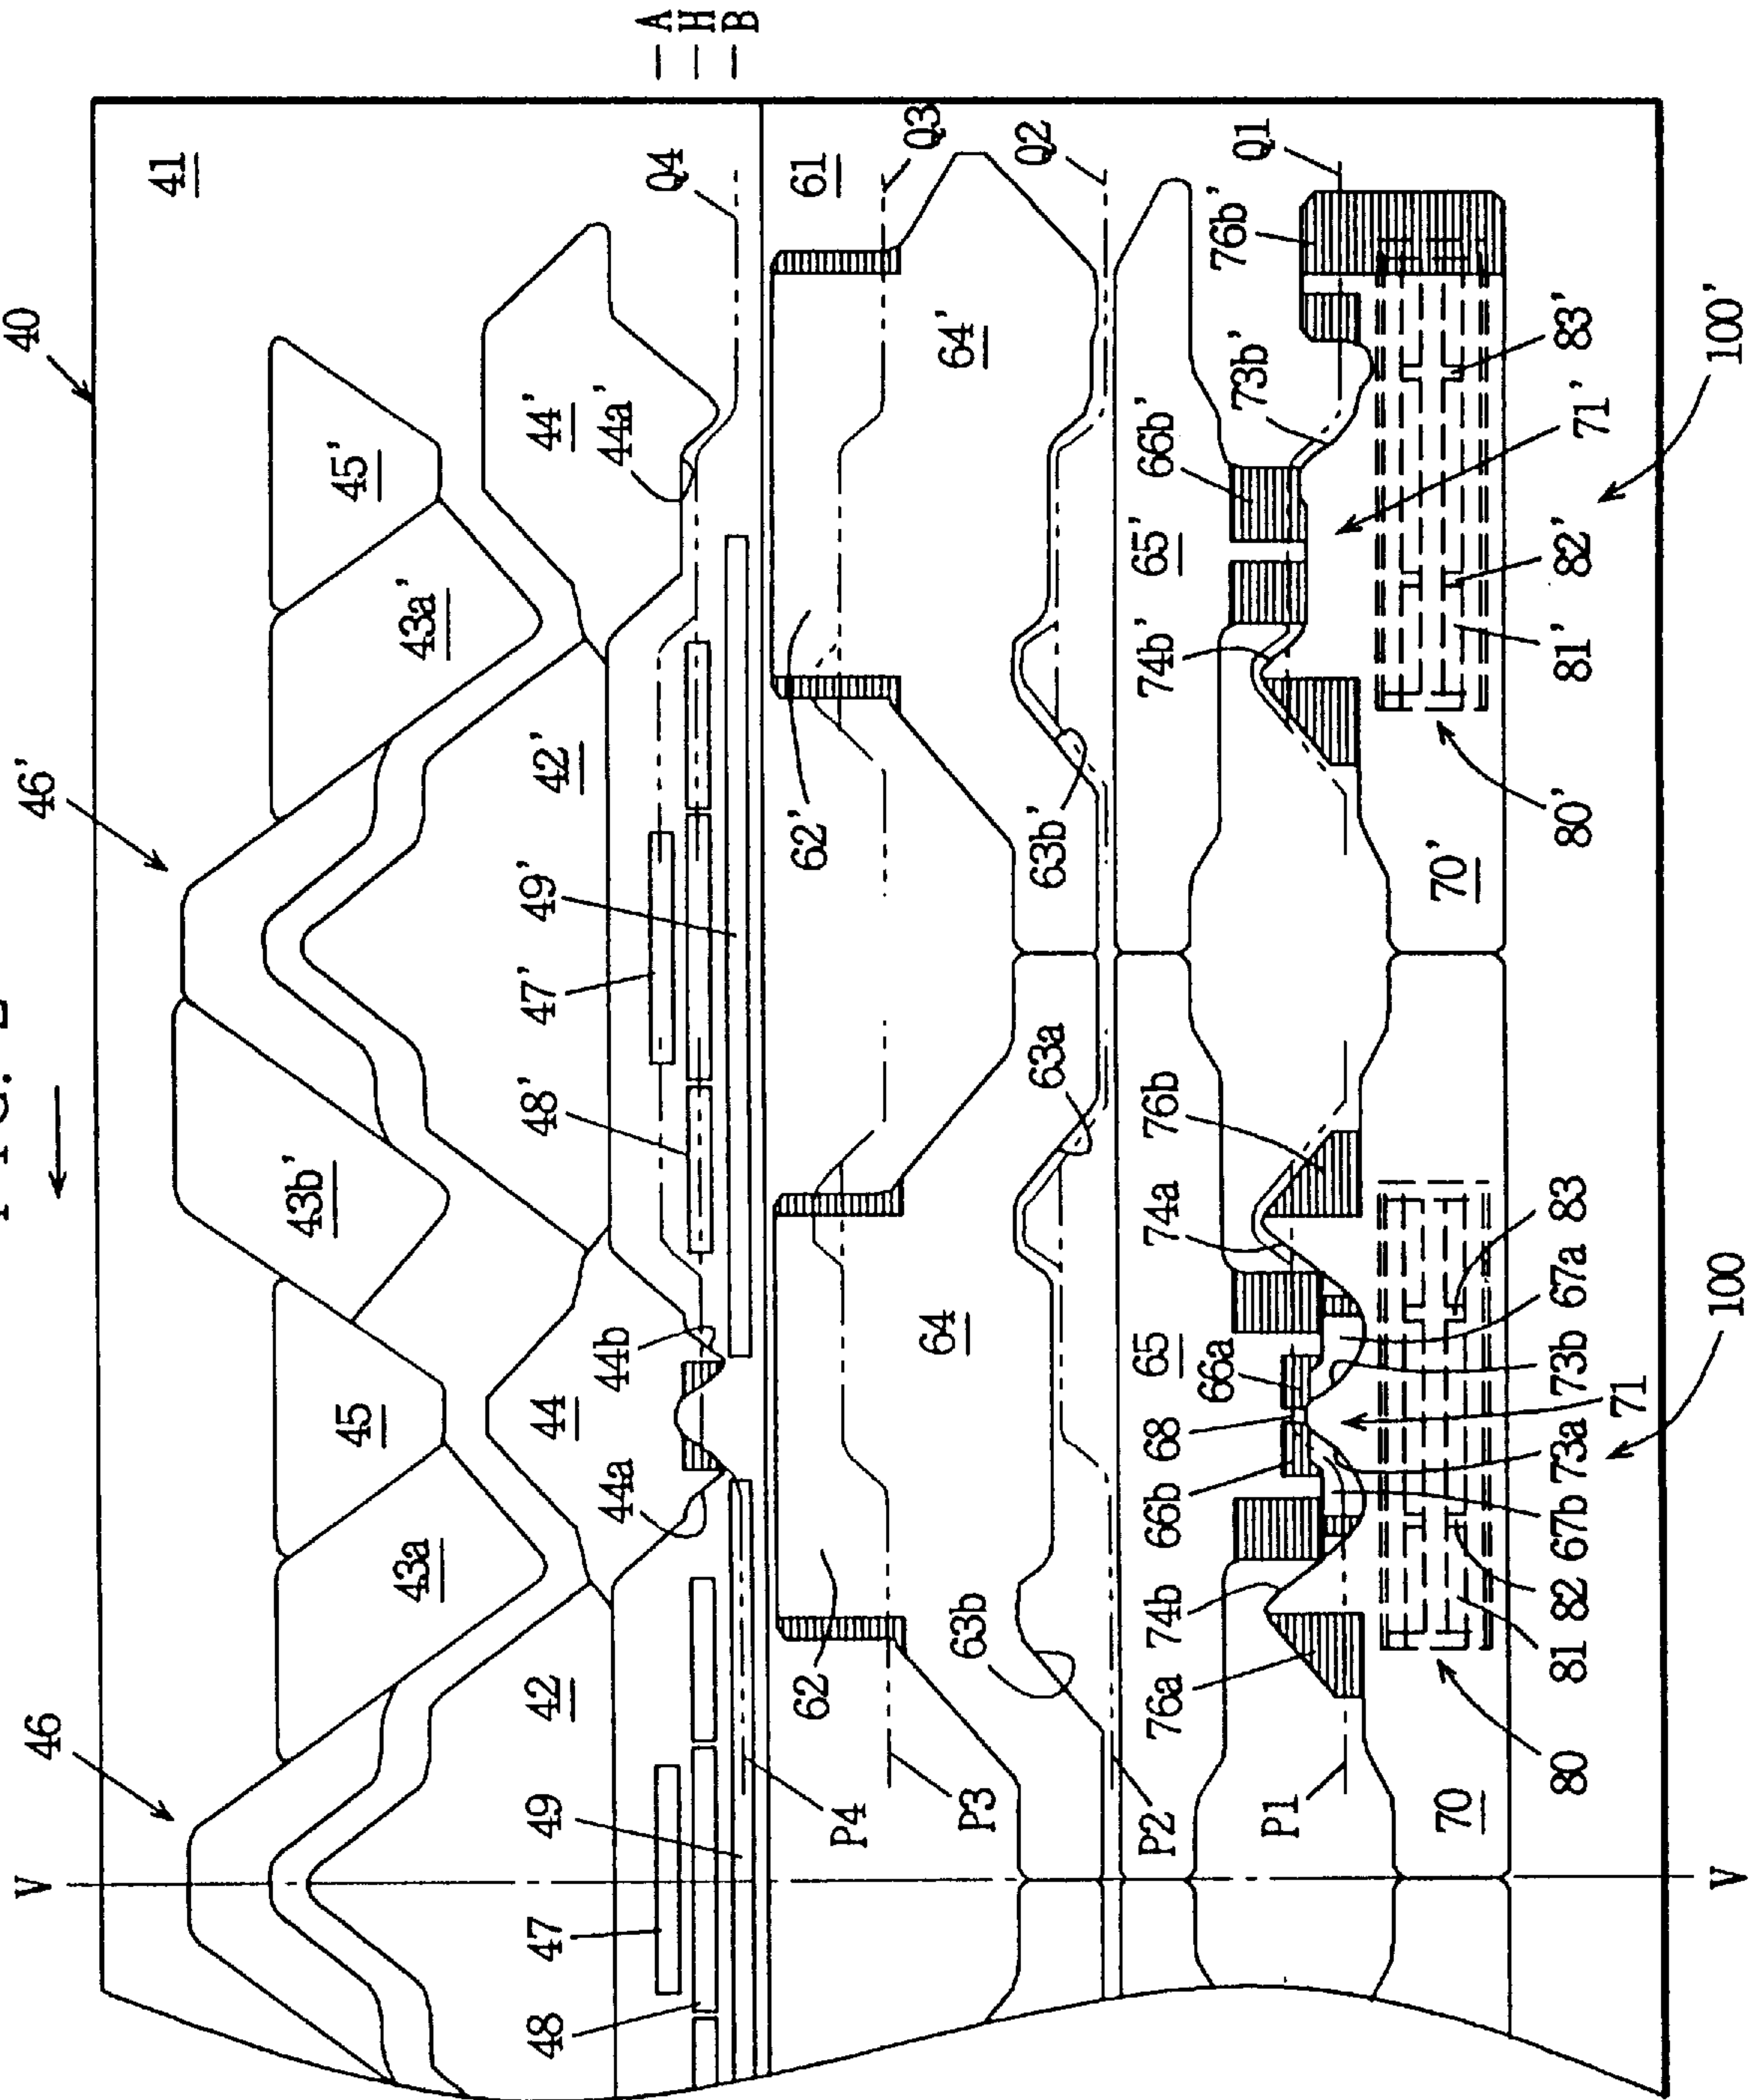 FIG. 2
40
46
46'
V
V
41
A
H
B
45'
43a'
43b'
45
43a
44'
44a'
Q4
42'
44
44b
44a
42
47'
48'
49'
47
48
49
61
Q3
Q2
Q1
64'
62'
63b'
63a
64
62
63b
P4
P3
P2
P1
65'
66b'
76b'
73b'
74b'
71'
70'
80'
81'
82'
83'
100'
76b
74a
65
66a
68
66b
74b
76a
70
80
81
82
67b
73a
71
73b
67a
83
100